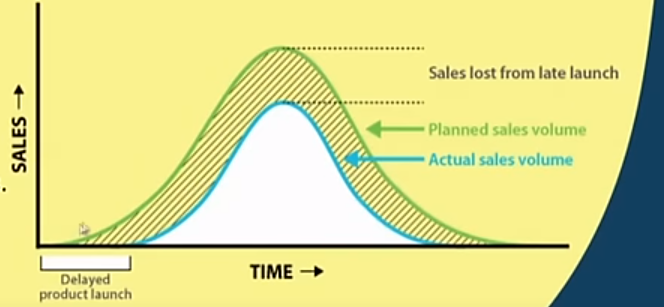 Sales lost from late launch
Planned sales volume
Actual sales volume
SALES →
TIME →
Delayed
product launch